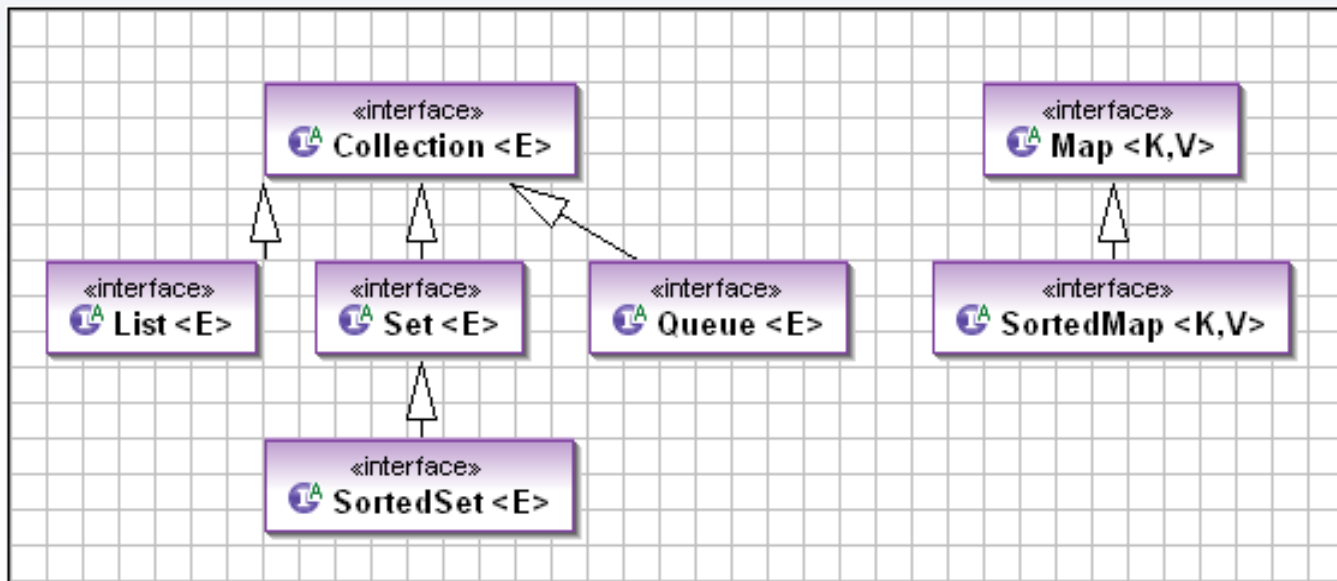 «interface»
Collection <E>
«interface»
Map <K,V>
«interface»
List <E>
«interface»
Set <E>
«interface»
Queue <E>
«interface»
SortedMap <K,V>
«interface»
SortedSet <E>